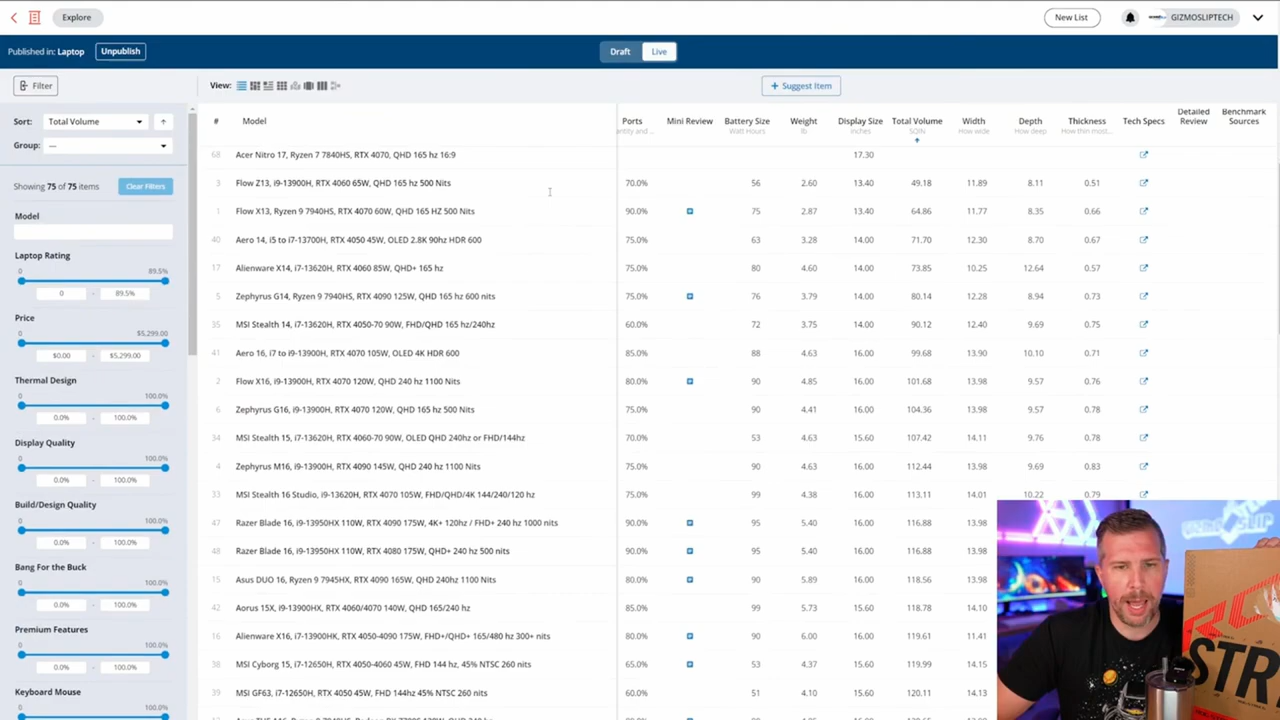 Explore
New List
GIZMOSLIPTECH
Published in: Laptop
Unpublish
Draft
Live
Filter
View:
+ Suggest Item
Sort: Total Volume
Group: ---
Showing 75 of 75 items
Clear Filters
Model
Laptop Rating
0 89.5%
0 - 89.5%
Price
0 $5,299.00
$0.00 - $5,299.00
Thermal Design
0 100.0%
0.0% - 100.0%
Display Quality
0 100.0%
0.0% - 100.0%
Build/Design Quality
0 100.0%
0.0% - 100.0%
Bang For the Buck
0 100.0%
0.0% - 100.0%
Premium Features
0 100.0%
0.0% - 100.0%
Keyboard Mouse
0 100.0%
# Model Ports Mini Review Battery Size Weight Display Size Total Volume Width Depth Thickness Tech Specs Detailed Review Benchmark Sources
antity and ... Watt Hours lb inches SQIN How wide How deep How thin most...
68 Acer Nitro 17, Ryzen 7 7840HS, RTX 4070, QHD 165 hz 16:9 17.30
3 Flow Z13, i9-13900H, RTX 4060 65W, QHD 165 hz 500 Nits 70.0% 56 2.60 13.40 49.18 11.89 8.11 0.51
1 Flow X13, Ryzen 9 7940HS, RTX 4070 60W, QHD 165 HZ 500 Nits 90.0% 75 2.87 13.40 64.86 11.77 8.35 0.66
40 Aero 14, i5 to i7-13700H, RTX 4050 45W, OLED 2.8K 90hz HDR 600 75.0% 63 3.28 14.00 71.70 12.30 8.70 0.67
17 Alienware X14, i7-13620H, RTX 4060 85W, QHD+ 165 hz 75.0% 80 4.60 14.00 73.85 10.25 12.64 0.57
5 Zephyrus G14, Ryzen 9 7940HS, RTX 4090 125W, QHD 165 hz 600 nits 75.0% 76 3.79 14.00 80.14 12.28 8.94 0.73
35 MSI Stealth 14, i7-13620H, RTX 4050-70 90W, FHD/QHD 165 hz/240hz 60.0% 72 3.75 14.00 90.12 12.40 9.69 0.75
41 Aero 16, i7 to i9-13900H, RTX 4070 105W, OLED 4K HDR 600 85.0% 88 4.63 16.00 99.68 13.90 10.10 0.71
2 Flow X16, i9-13900H, RTX 4070 120W, QHD 240 hz 1100 Nits 80.0% 90 4.85 16.00 101.68 13.98 9.57 0.76
6 Zephyrus G16, i9-13900H, RTX 4070 120W, QHD 165 hz 500 Nits 75.0% 90 4.41 16.00 104.36 13.98 9.57 0.78
34 MSI Stealth 15, i7-13620H, RTX 4060-70 90W, OLED QHD 240hz or FHD/144hz 70.0% 53 4.63 15.60 107.42 14.11 9.76 0.78
4 Zephyrus M16, i9-13900H, RTX 4090 145W, QHD 240 hz 1100 Nits 75.0% 90 4.63 16.00 112.44 13.98 9.69 0.83
33 MSI Stealth 16 Studio, i9-13620H, RTX 4070 105W, FHD/QHD/4K 144/240/120 hz 75.0% 99 4.38 16.00 113.11 14.01 10.22 0.79
47 Razer Blade 16, i9-13950HX 110W, RTX 4090 175W, 4K+ 120hz / FHD+ 240 hz 1000 nits 90.0% 95 5.40 16.00 116.88 13.98
48 Razer Blade 16, i9-13950HX 110W, RTX 4080 175W, QHD+ 240 hz 500 nits 90.0% 95 5.40 16.00 116.88 13.98
15 Asus DUO 16, Ryzen 9 7945HX, RTX 4090 165W, QHD 240hz 1100 Nits 80.0% 90 5.89 16.00 118.56 13.98
42 Aorus 15X, i9-13900HX, RTX 4060/4070 140W, QHD 165/240 hz 85.0% 99 5.73 15.60 118.78 14.10
16 Alienware X16, i7-13900HK, RTX 4050-4090 175W, FHD+/QHD+ 165/480 hz 300+ nits 80.0% 90 6.00 16.00 119.61 11.41
38 MSI Cyborg 15, i7-12650H, RTX 4050-4060 45W, FHD 144 hz, 45% NTSC 260 nits 65.0% 53 4.37 15.60 119.99 14.15
39 MSI GF63, i7-12650H, RTX 4050 45W, FHD 144hz 45% NTSC 260 nits 60.0% 51 4.10 15.60 120.11 14.13
STR